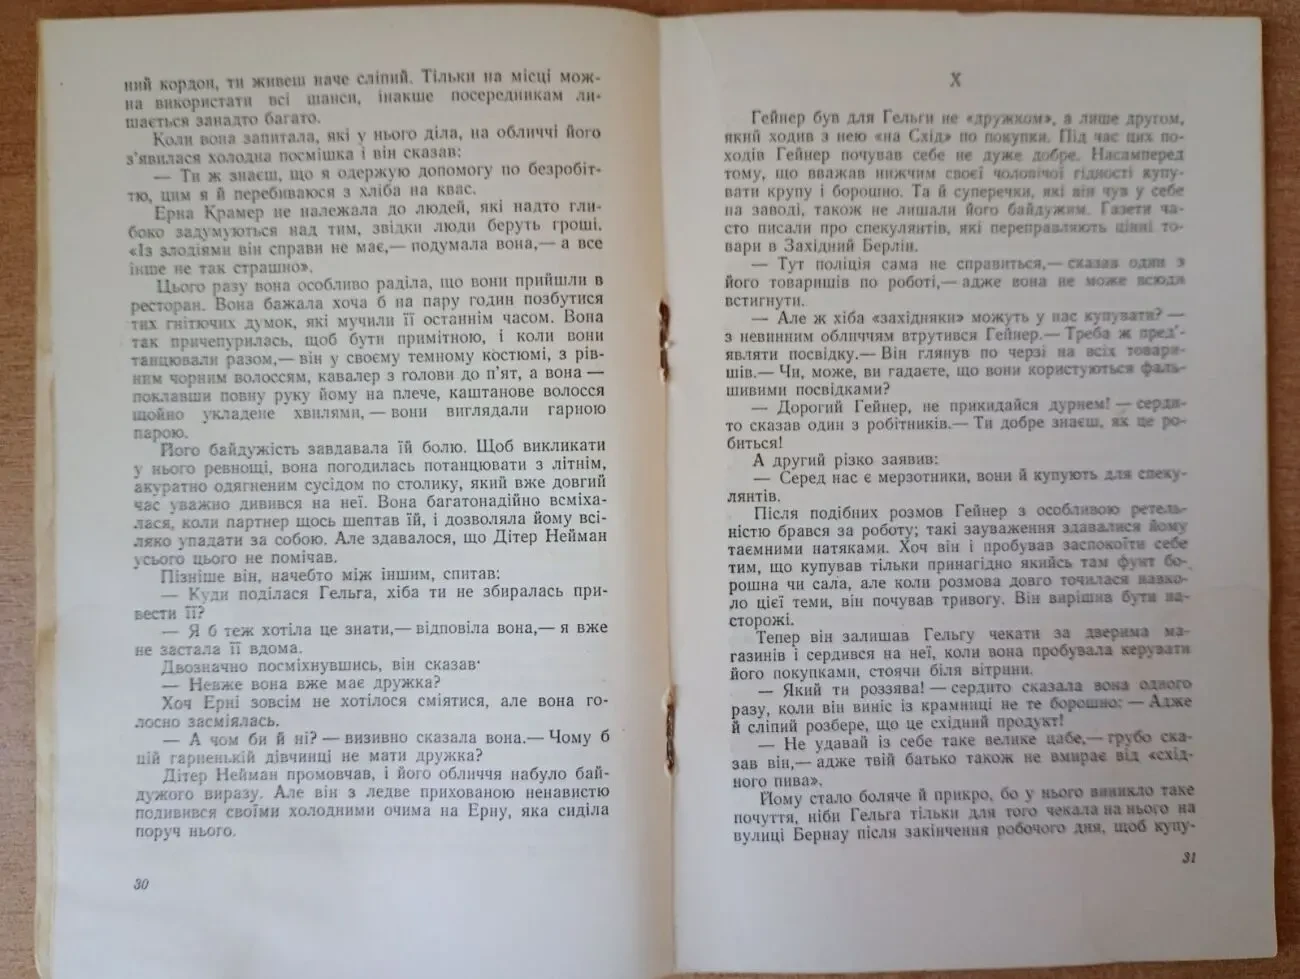 ний кордон, ти живеш наче сліпий. Тільки на місці мож-
на використати всі шанси, інакше посередникам ли-
шається занадто багато.
Коли вона запитала, які у нього діла, на обличчі його
з’явилася холодна посмішка і він сказав:
— Ти ж знаєш, що я одержую допомогу по безробіт-
тю, цим я й перебиваюся з хліба на квас.
Ерна Крамер не належала до людей, які надто гли-
боко задумуються над тим, звідки люди беруть гроші.
«Із злодіями він справи не має,— подумала вона,— а все
інше не так страшно».
Цього разу вона особливо раділа, що вони прийшли в
ресторан. Вона бажала хоча б на пару годин позбутися
тих гнітючих думок, які мучили її останнім часом. Вона
так причепурилась, щоб бути примітною, і коли вони
танцювали разом,— він у своєму темному костюмі, з рів-
ним чорним волоссям, кавалер з голови до п’ят, а вона —
поклавши повну руку йому на плече, каштанове волосся
щойно укладене хвилями, — вони виглядали гарною
парою.
Його байдужість завдавала їй болю. Щоб викликати
у нього ревнощі, вона погодилась потанцювати з літнім,
акуратно одягненим сусідом по столику, який вже довгий
час уважно дивився на неї. Вона багатонадійно всміха-
лася, коли партнер щось шептав їй, і дозволяла йому всі-
ляко упадати за собою. Але здавалося, що Дітер Нейман
усього цього не помічав.
Пізніше він, начебто між іншим, спитав:
— Куди поділася Гельга, хіба ти не збиралась при-
вести її?
— Я б теж хотіла це знати,— відповіла вона,— я вже
не застала її вдома.
Двозначно посміхнувшись, він сказав·
— Невже вона вже має дружка?
Хоч Ерні зовсім не хотілося сміятися, але вона го-
лосно засміялась.
— А чом би й ні? — визивно сказала вона.— Чому б
цій гарненькій дівчинці не мати дружка?
Дітер Нейман промовчав, і його обличчя набуло бай-
дужого виразу. Але він з ледве прихованою ненавистю
подивився своїми холодними очима на Ерну, яка сиділа
поруч нього.
30
X
Гейнер був для Гельги не «дружком», а лише другом,
який ходив з нею «на Схід» по покупки. Під час цих по-
ходів Гейнер почував себе не дуже добре. Насамперед
тому, що вважав нижчим своєї чоловічої гідності купу-
вати крупу і борошно. Та й суперечки, які він чув у себе
на заводі, також не лишали його байдужим. Газети ча-
сто писали про спекулянтів, які переправляють цінні то-
вари в Західний Берлін.
— Тут поліція сама не справиться,— сказав один з
його товаришів по роботі,— адже вона не може всюди
встигнути.
— Але ж хіба «західняки» можуть у нас купувати? —
з невинним обличчям втрутився Гейнер.— Треба ж пред’-
являти посвідку.— Він глянув по черзі на всіх товари-
шів.— Чи, може, ви гадаєте, що вони користуються фаль-
шивими посвідками?
— Дорогий Гейнер, не прикидайся дурнем! — серди-
то сказав один з робітників.— Ти добре знаєш, як це ро-
биться!
А другий різко заявив:
— Серед нас є мерзотники, вони й купують для спеку-
лянтів.
Після подібних розмов Гейнер з особливою ретель-
ністю брався за роботу; такі зауваження здавалися йому
таємними натяками. Хоч він і пробував заспокоїти себе
тим, що купував тільки принагідно якийсь там фунт бо-
рошна чи сала, але коли розмова довго точилася навко-
ло цієї теми, він почував тривогу. Він вирішив бути на-
сторожі.
Тепер він залишав Гельгу чекати за дверима ма-
газинів і сердився на неї, коли вона пробувала керувати
його покупками, стоячи біля вітрини.
— Який ти роззява! — сердито сказала вона одного
разу, коли він виніс із крамниці не те борошно: — Адже
й сліпий розбере, що це східний продукт!
— Не удавай із себе таке велике цабе,— грубо ска-
зав він,— адже твій батько також не вмирає від «схід-
ного пива».
Йому стало боляче й прикро, бо у нього виникло таке
почуття, ніби Гельга тільки для того чекала на нього на
вулиці Бернау після закінчення робочого дня, щоб купу-
31